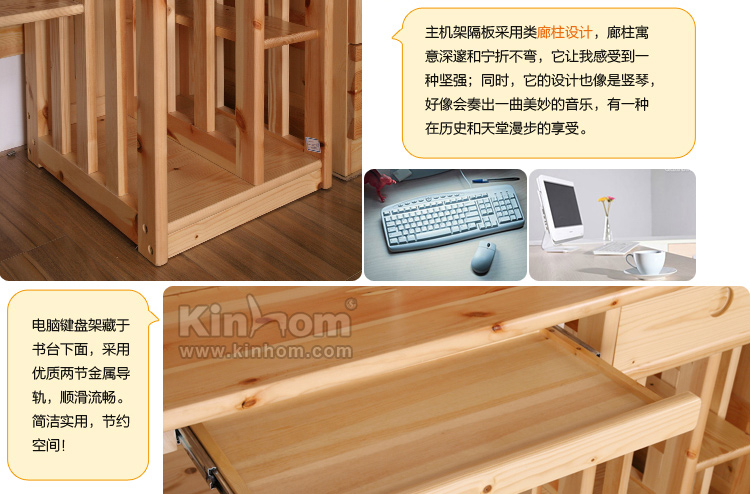 主机架隔板采用类廊柱设计，廊柱寓
意深邃和宁折不弯，它让我感受到一
种坚强；同时，它的设计也像是竖琴，
好像会奏出一曲美妙的音乐，有一种
在历史和天堂漫步的享受。
电脑键盘架藏于
书台下面，采用
优质两节金属导
轨，顺滑流畅。
简洁实用，节约
空间！
Kinhom
www.kinhom.com